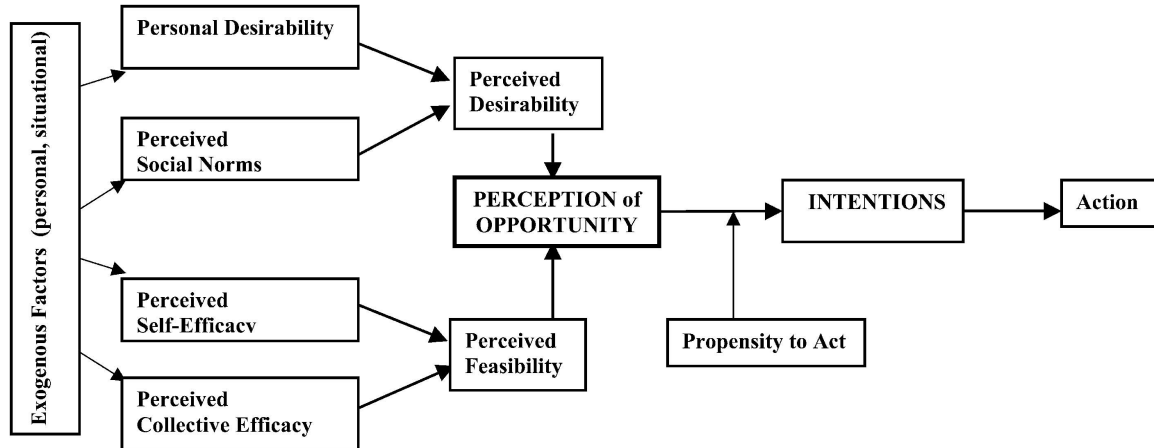 Exogenous Factors (personal, situational)
Personal Desirability
Perceived
Social Norms
Perceived
Self-Efficacy
Perceived
Collective Efficacy
Perceived
Desirability
Perceived
Feasibility
PERCEPTION of
OPPORTUNITY
Propensity to Act
INTENTIONS
Action